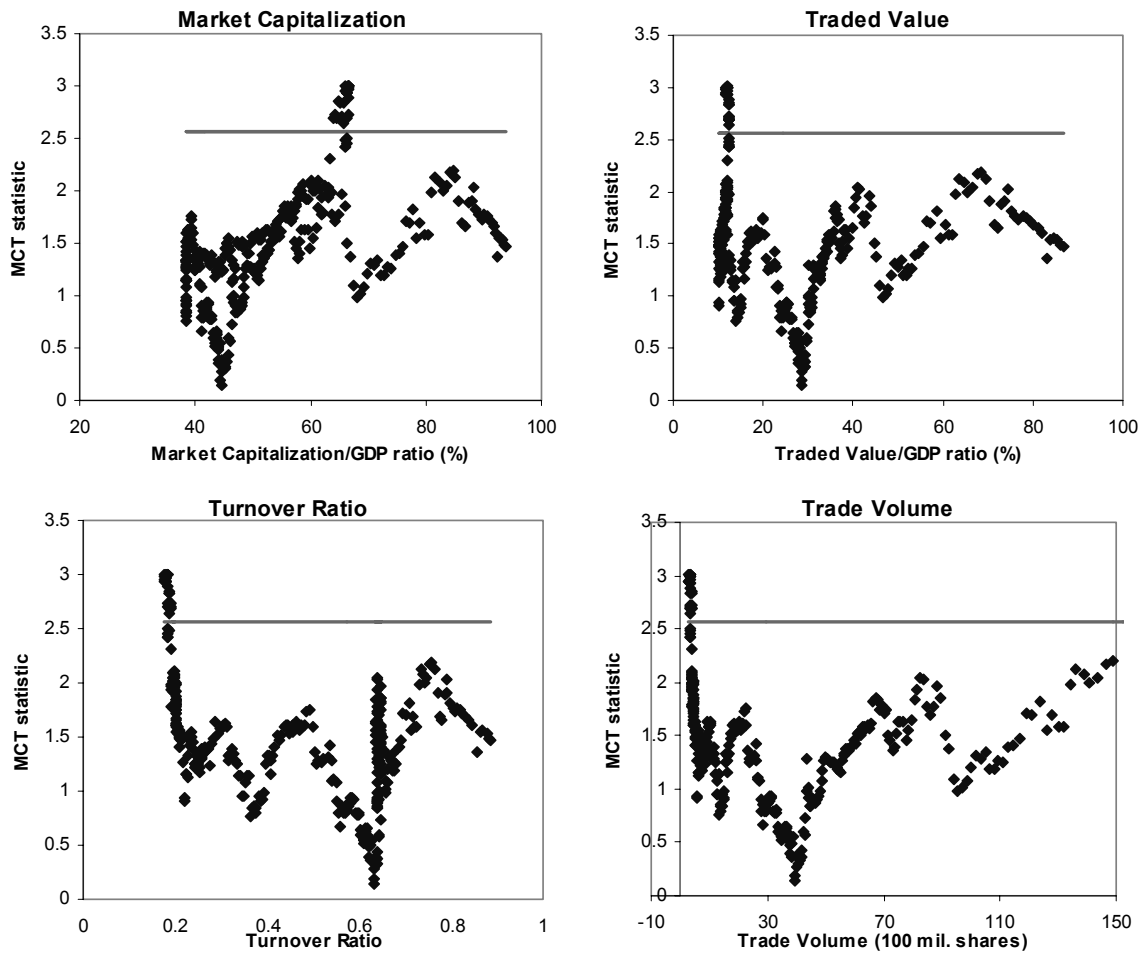 Market Capitalization
3.5
3
2.5
2
1.5
1
0.5
0
MCT statistic
20 40 60 80 100
Market Capitalization/GDP ratio (%)
Traded Value
3.5
3
2.5
2
1.5
1
0.5
0
MCT statistic
0 20 40 60 80 100
Traded Value/GDP ratio (%)
Turnover Ratio
3.5
3
2.5
2
1.5
1
0.5
0
MCT statistic
0 0.2 0.4 0.6 0.8 1
Turnover Ratio
Trade Volume
3.5
3
2.5
2
1.5
1
0.5
0
MCT statistic
-10 30 70 110 150
Trade Volume (100 mil. shares)